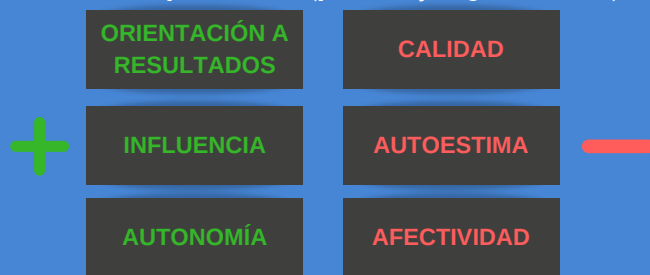 ORIENTACIÓN A
RESULTADOS
CALIDAD
INFLUENCIA
AUTOESTIMA
AUTONOMÍA
AFECTIVIDAD